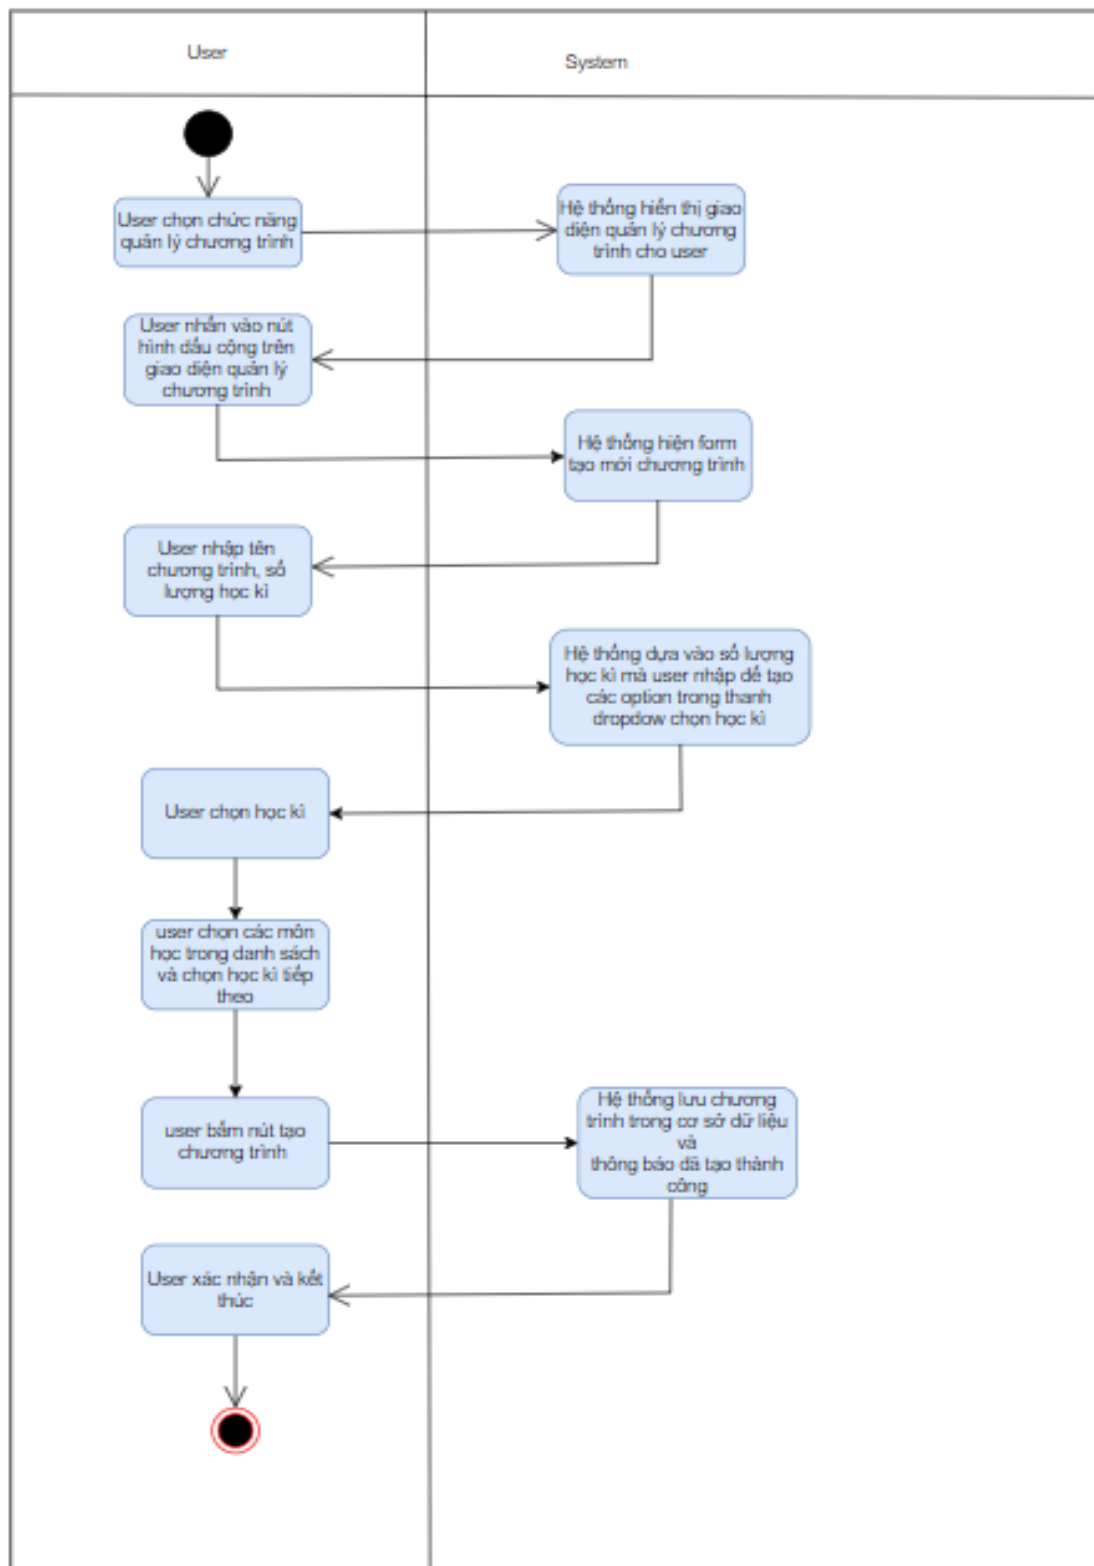 User
System
User chọn chức năng
quản lý chương trình
Hệ thống hiển thị giao
diện quản lý chương
trình cho user
User nhấn vào nút
hình dấu cộng trên
giao diện quản lý
chương trình
Hệ thống hiện form
tạo mới chương trình
User nhập tên
chương trình, số
lượng học kì
Hệ thống dựa vào số lượng
học kì mà user nhập để tạo
các option trong thanh
dropdow chọn học kì
User chọn học kì
user chọn các môn
học trong danh sách
và chọn học kì tiếp
theo
user bấm nút tạo
chương trình
Hệ thống lưu chương
trình trong cơ sở dữ liệu
và
thông báo đã tạo thành
công
User xác nhận và kết
thúc